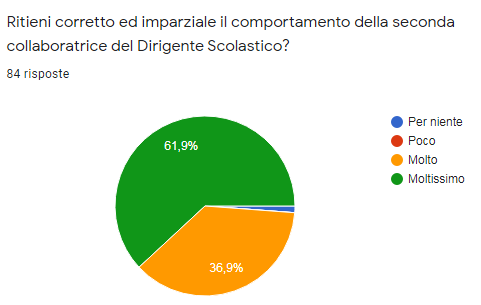 Ritieni corretto ed imparziale il comportamento della seconda
collaboratrice del Dirigente Scolastico?
84 risposte
Per niente
Poco
Molto
Moltissimo
61,9%
36,9%